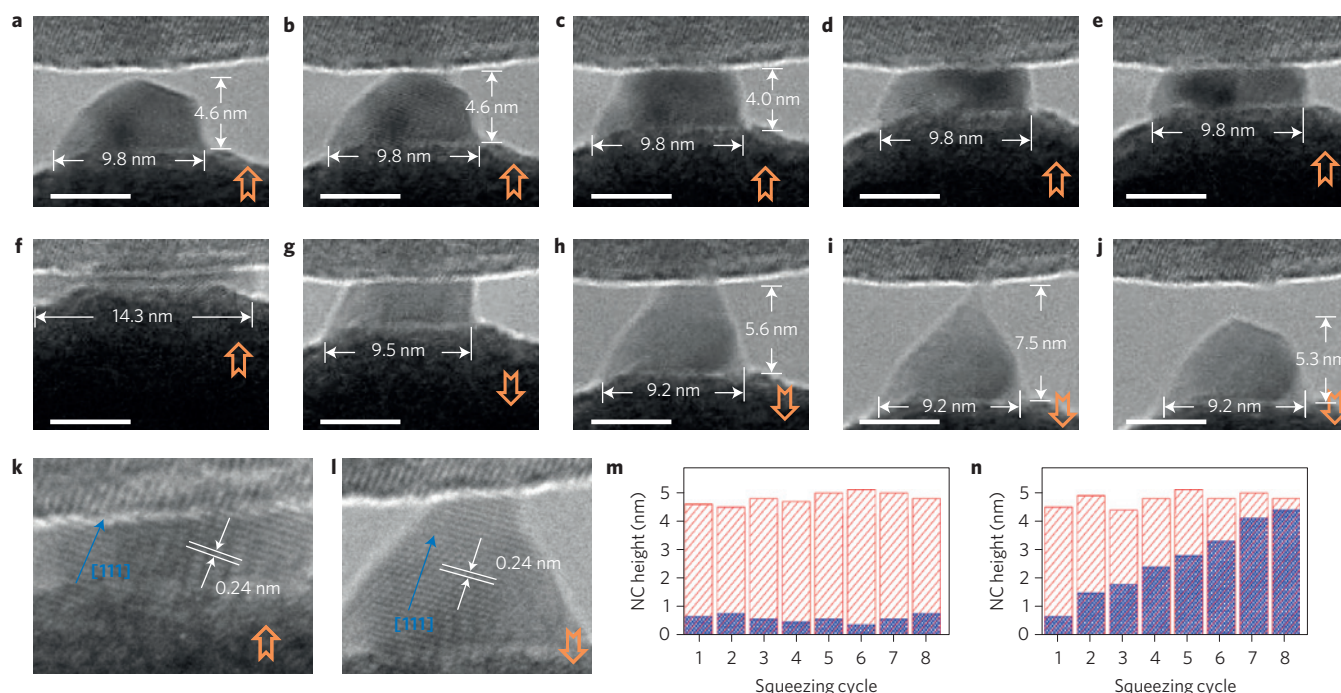 a
b
c
d
e
4.6 nm
4.6 nm
4.0 nm
9.8 nm
9.8 nm
9.8 nm
9.8 nm
9.8 nm
f
g
h
i
j
14.3 nm
9.5 nm
5.6 nm
9.2 nm
7.5 nm
9.2 nm
5.3 nm
9.2 nm
k
[111]
0.24 nm
l
[111]
0.24 nm
m
NC height (nm)
5
4
3
2
1
0
1 2 3 4 5 6 7 8
Squeezing cycle
n
NC height (nm)
5
4
3
2
1
0
1 2 3 4 5 6 7 8
Squeezing cycle